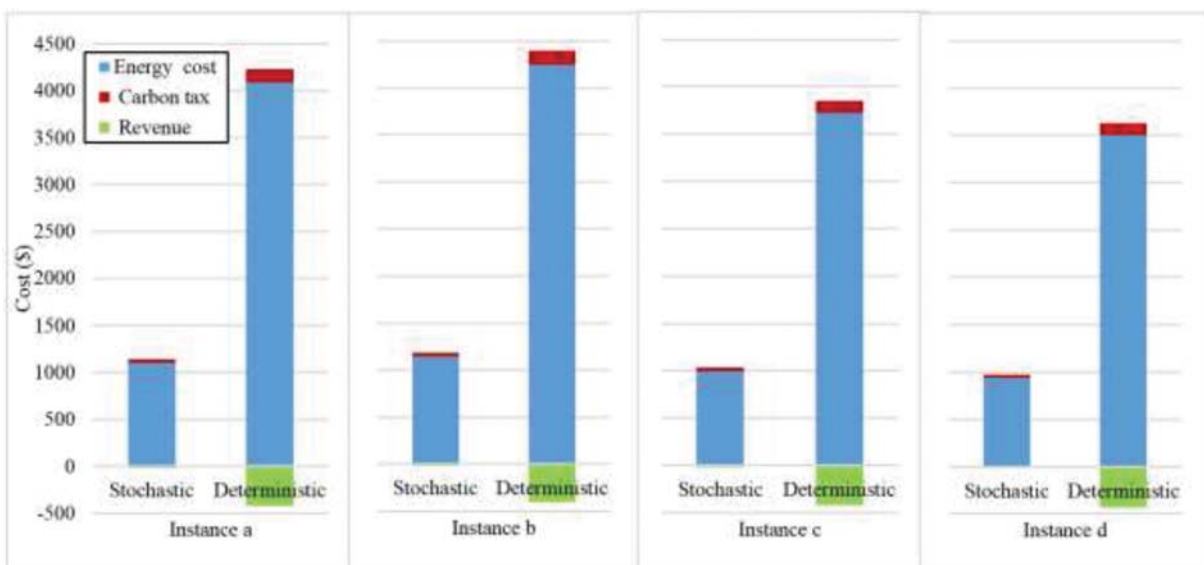 4500
4000
3500
3000
2500
2000
1500
1000
500
0
-500
Cost ($)
Energy cost
Carbon tax
Revenue
Stochastic Deterministic
Instance a
Stochastic Deterministic
Instance b
Stochastic Deterministic
Instance c
Stochastic Deterministic
Instance d